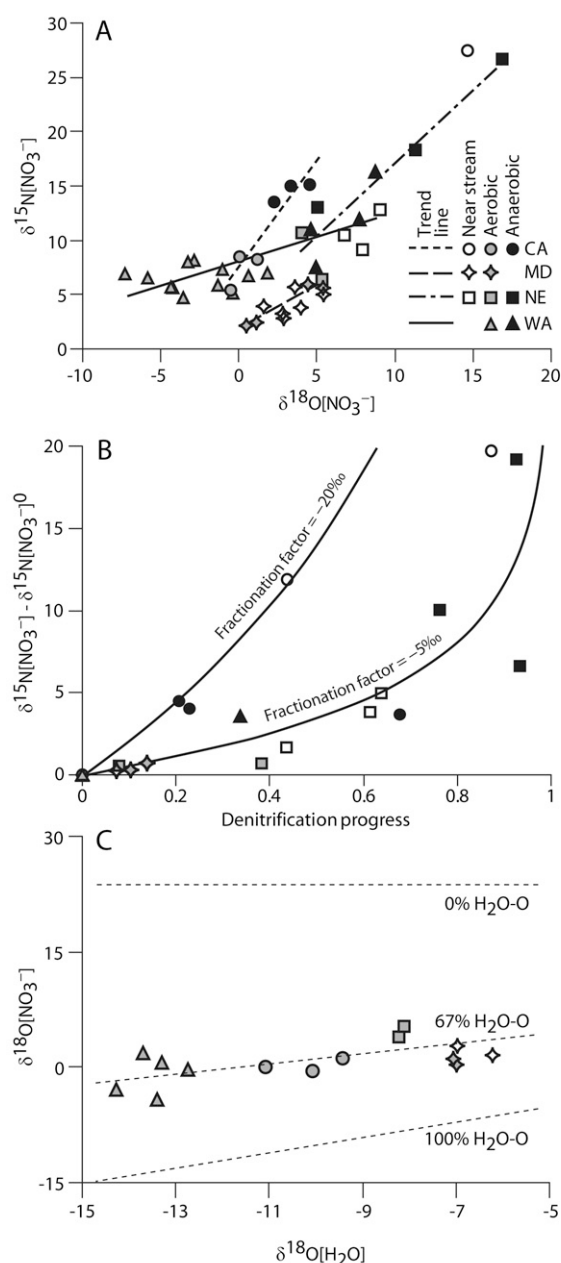 A
30
25
20
15
10
5
0
-10
-5
0
5
10
15
20
δ15N[NO3−]
δ18O[NO3−]
Trend line
Near stream
Aerobic
Anaerobic
CA
MD
NE
WA
B
20
15
10
5
0
0
0.2
0.4
0.6
0.8
1
δ15N[NO3−] - δ15N[NO3−]0
Denitrification progress
Fractionation factor = −20‰
Fractionation factor = −5‰
C
30
15
0
-15
-15
-13
-11
-9
-7
-5
δ18O[NO3−]
δ18O[H2O]
0% H2O-O
67% H2O-O
100% H2O-O